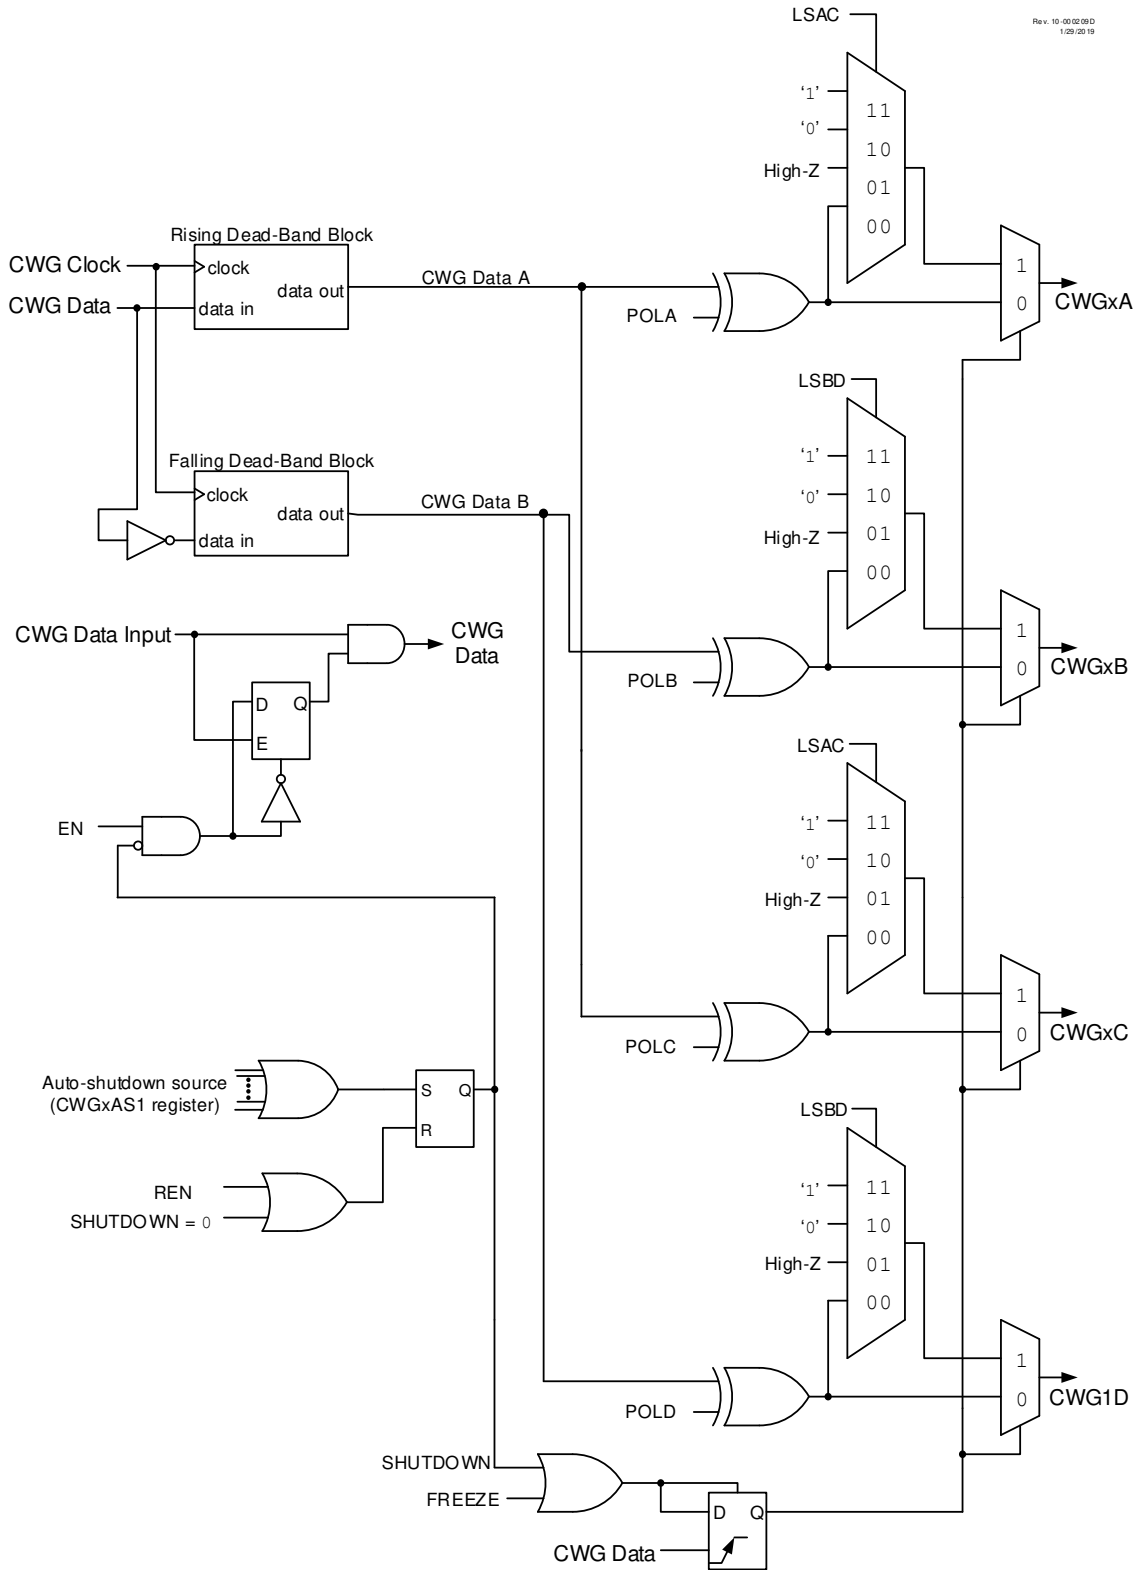 LSAC
Rev. 10-000209D
1/29/2019
'1'
11
'0'
10
High-Z
01
00
Rising Dead-Band Block
CWG Clock
clock
CWG Data A
1
data out
CWG Data
data in
0
CWGxA
POLA
LSBD
'1'
11
Falling Dead-Band Block
clock
CWG Data B
'0'
10
data out
High-Z
01
data in
00
CWG Data Input
CWG
Data
1
0
CWGxB
POLB
D
Q
E
LSAC
EN
'1'
11
'0'
10
High-Z
01
00
1
0
CWGxC
POLC
Auto-shutdown source
(CWGxAS1 register)
S
Q
R
LSBD
REN
'1'
11
SHUTDOWN = 0
'0'
10
High-Z
01
00
1
0
CWG1D
POLD
SHUTDOWN
FREEZE
D
Q
CWG Data